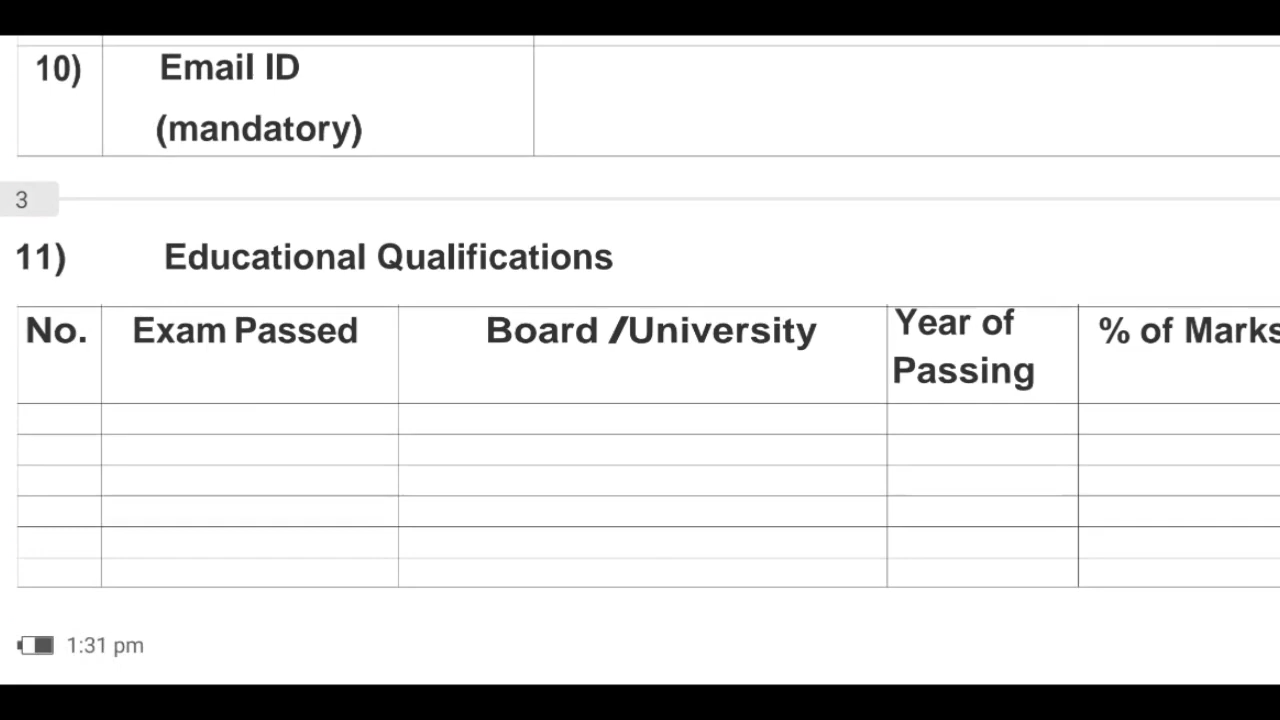 10) Email ID
(mandatory)
3
11) Educational Qualifications
No. Exam Passed Board /University Year of Passing % of Marks
1:31 pm